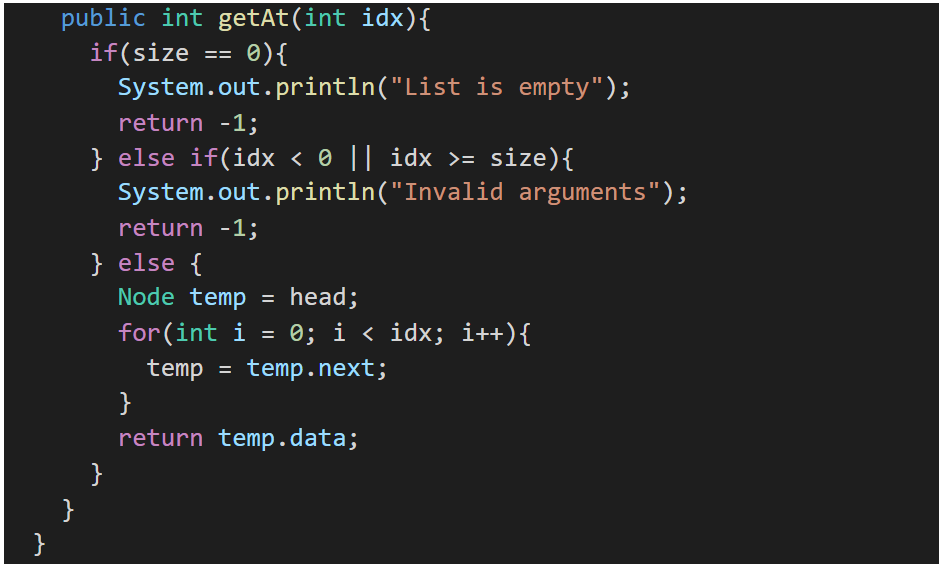 public int getAt(int idx){
if(size == 0){
System.out.println("List is empty");
return -1;
} else if(idx < 0 || idx >= size){
System.out.println("Invalid arguments");
return -1;
} else {
Node temp = head;
for(int i = 0; i < idx; i++){
temp = temp.next;
}
return temp.data;
}
}
}